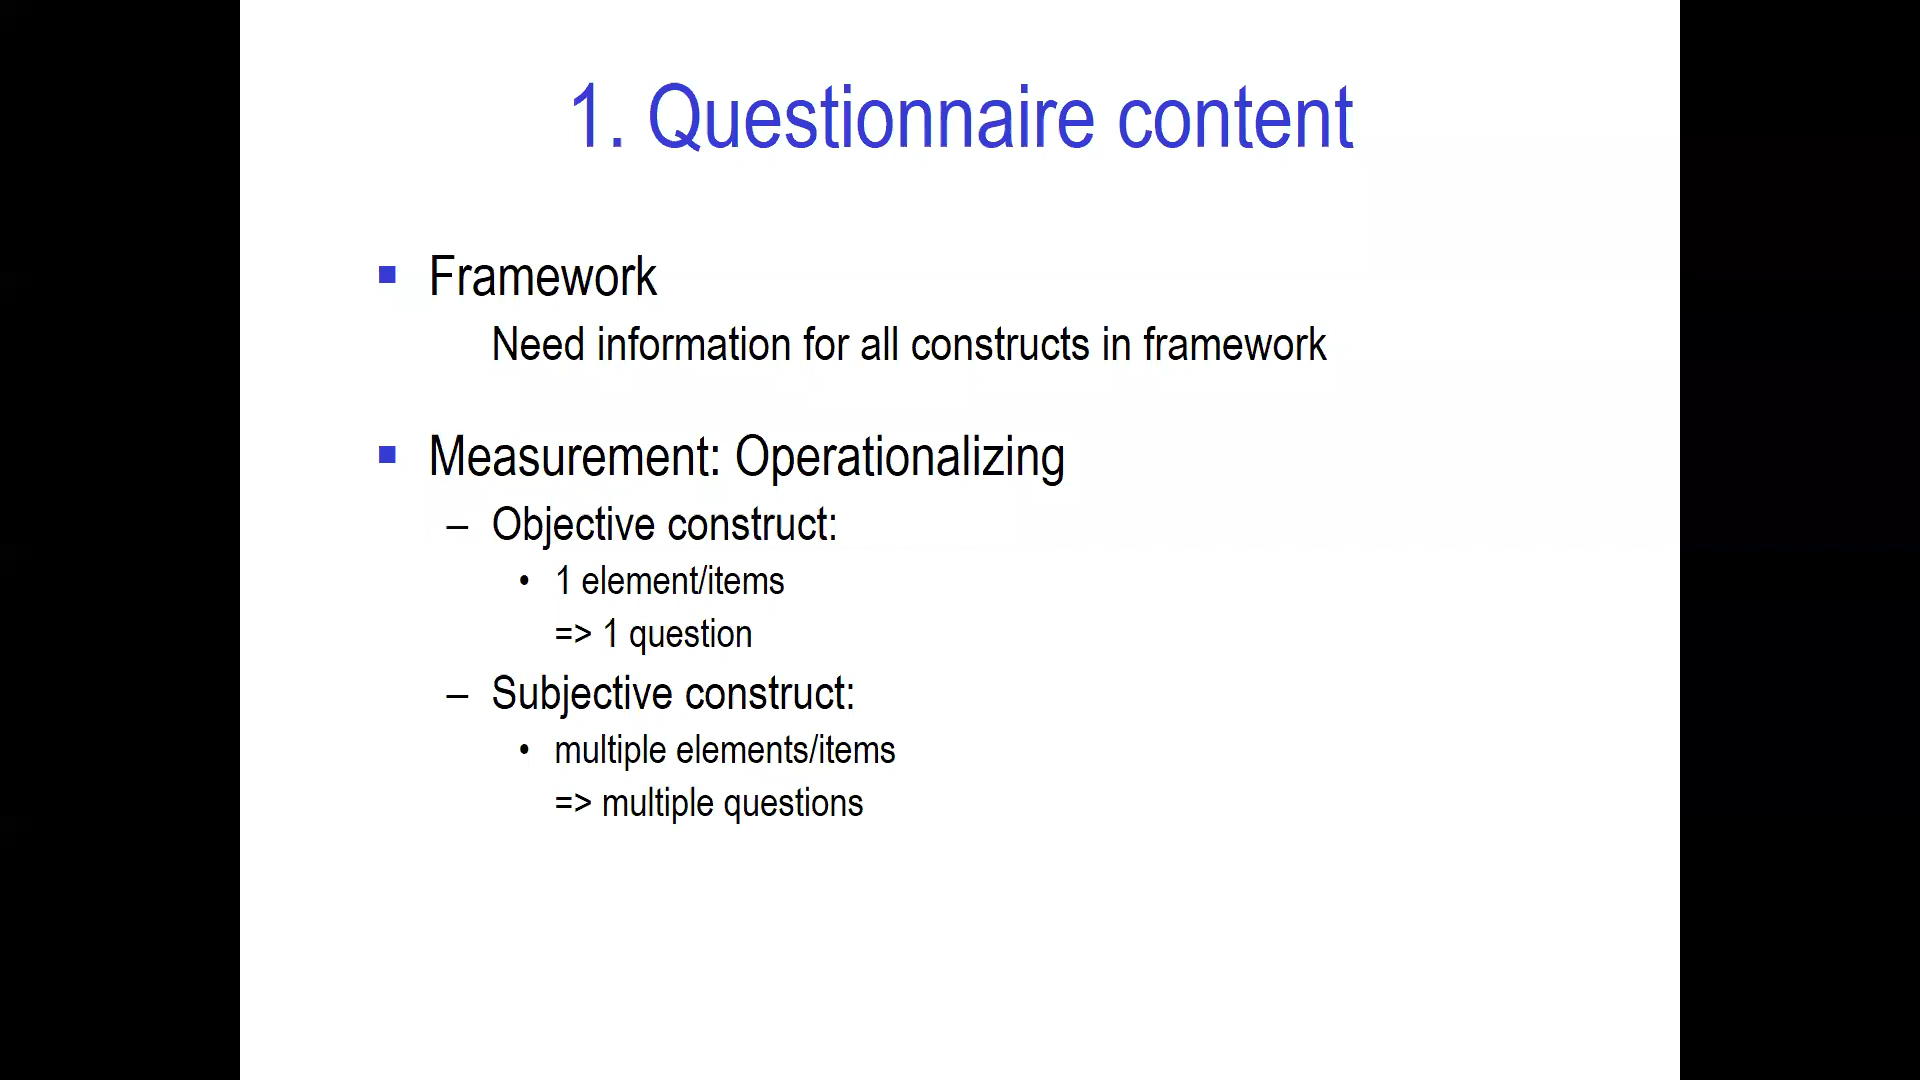 1. Questionnaire content
▪ Framework
Need information for all constructs in framework
▪ Measurement: Operationalizing
– Objective construct:
• 1 element/items
=> 1 question
– Subjective construct:
• multiple elements/items
=> multiple questions